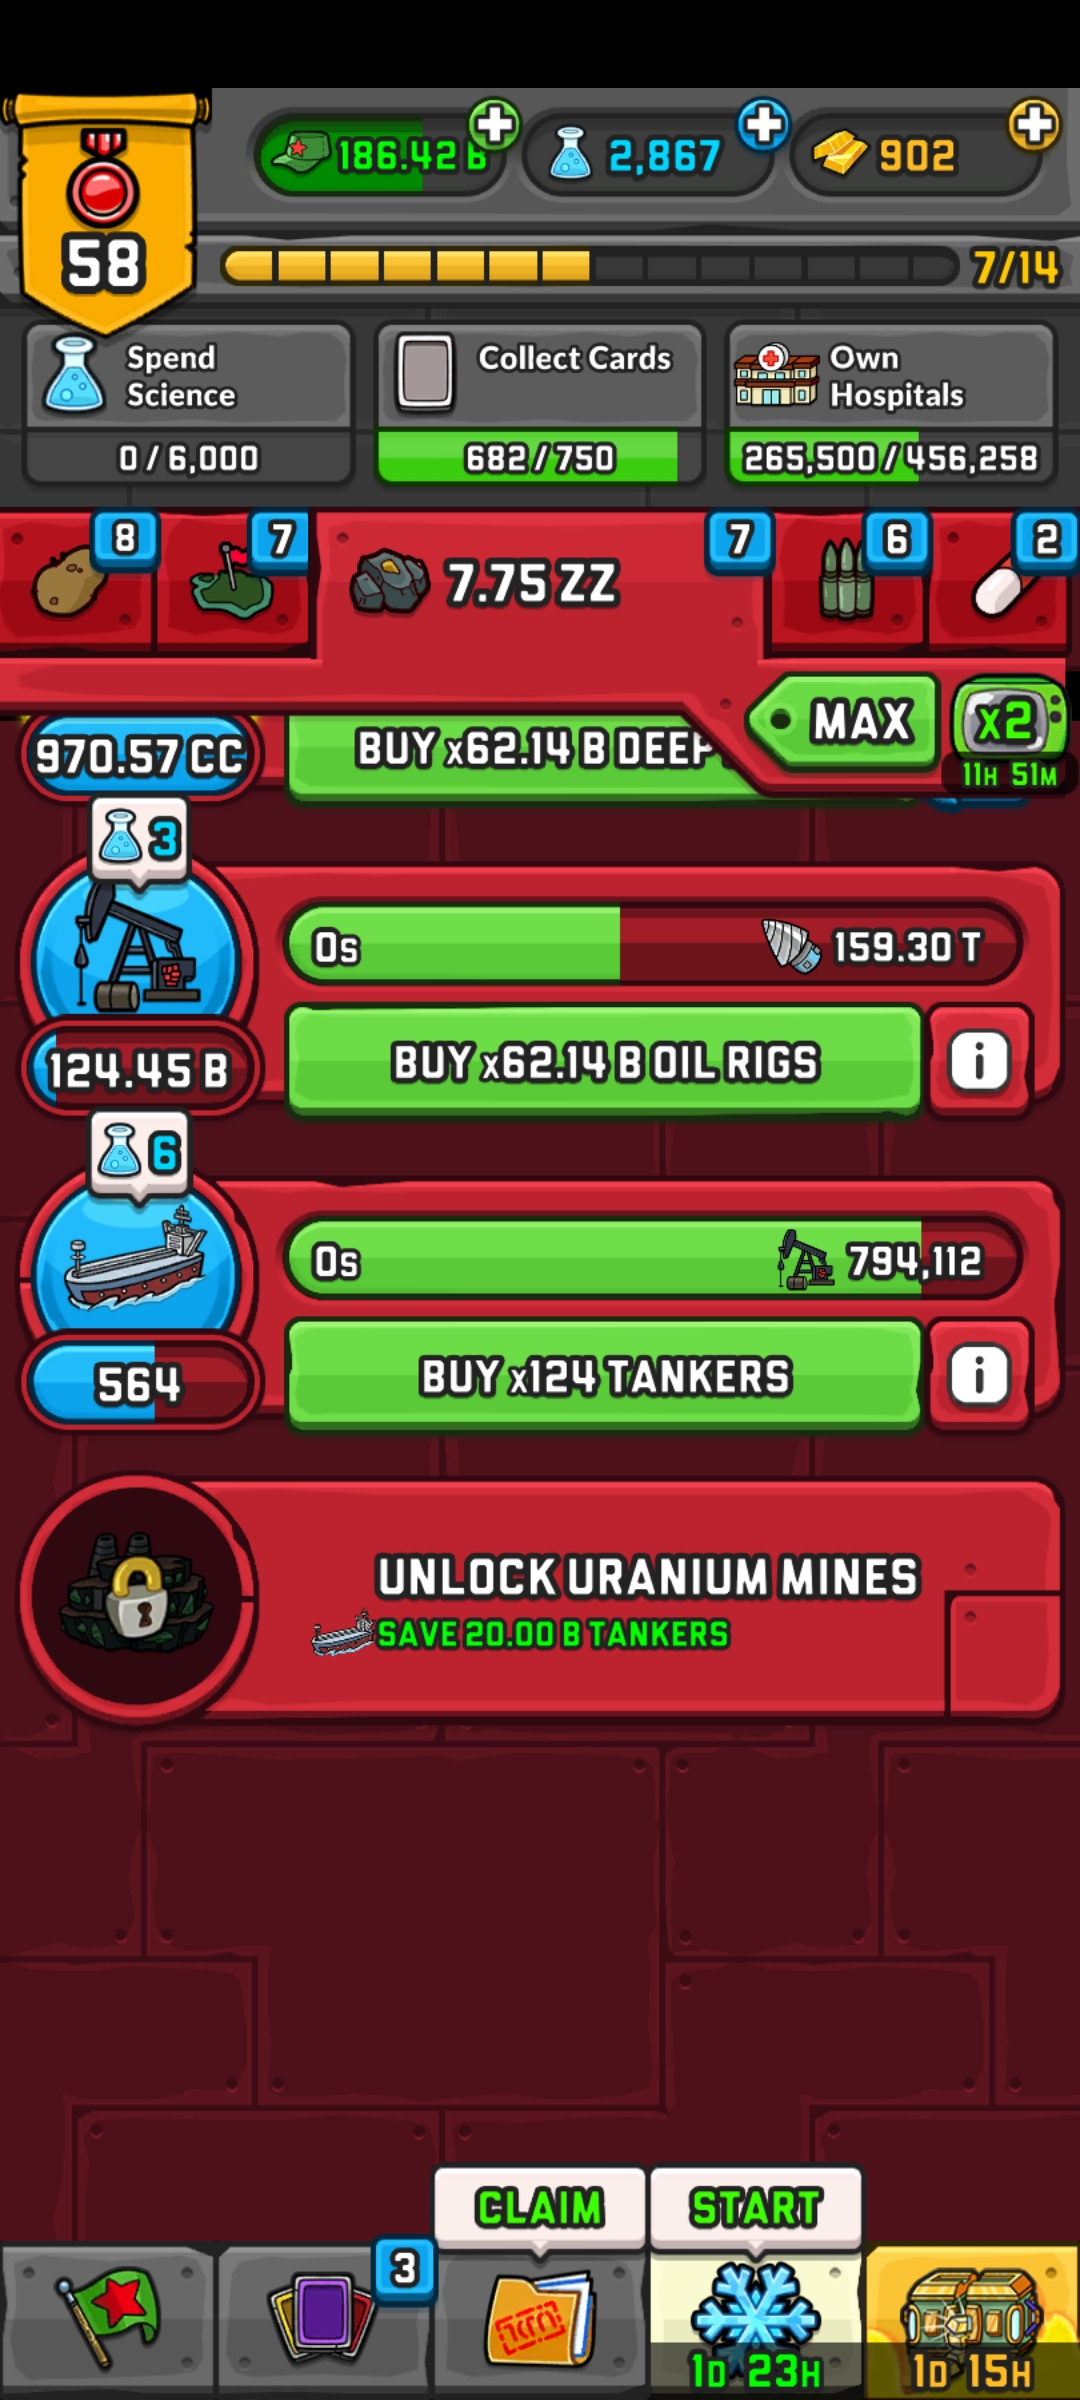 186.42 B
2,867
902
58
7/14
Spend
Science
0 / 6,000
Collect Cards
682 / 750
Own
Hospitals
265,500 / 456,258
8
7
7.75 ZZ
7
6
2
MAX
x2
11H 51M
970.57 CC
BUY x62.14 B DEEP
3
0s
159.30 T
124.45 B
BUY x62.14 B OIL RIGS
i
6
0s
794,112
564
BUY x124 TANKERS
i
UNLOCK URANIUM MINES
SAVE 20.00 B TANKERS
CLAIM
START
3
1D 23H
1D 15H